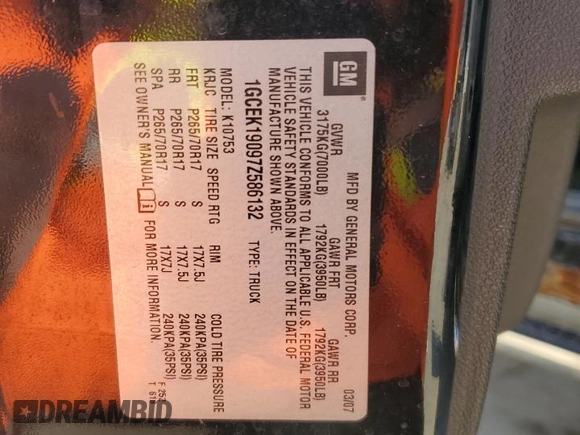 GM
MFD BY GENERAL MOTORS CORP. 03/07
GVWR GAWR FRT GAWR RR
3175KG(7000LB) 1792KG(3950LB) 1792KG(3950LB)
THIS VEHICLE CONFORMS TO ALL APPLICABLE U.S. FEDERAL MOTOR
VEHICLE SAFETY STANDARDS IN EFFECT ON THE DATE OF
MANUFACTURE SHOWN ABOVE.
1GCEK19097Z586132 TYPE: TRUCK
MODEL: K10753
KRJC TIRE SIZE SPEED RTG RIM COLD TIRE PRESSURE
FRT P265/70R17 S 17X7.5J 240KPA(35PSI)
RR P265/70R17 S 17X7.5J 240KPA(35PSI)
SPA P265/70R17 S 17X7J 240KPA(35PSI)
SEE OWNER'S MANUAL FOR MORE INFORMATION.
DREAMBID